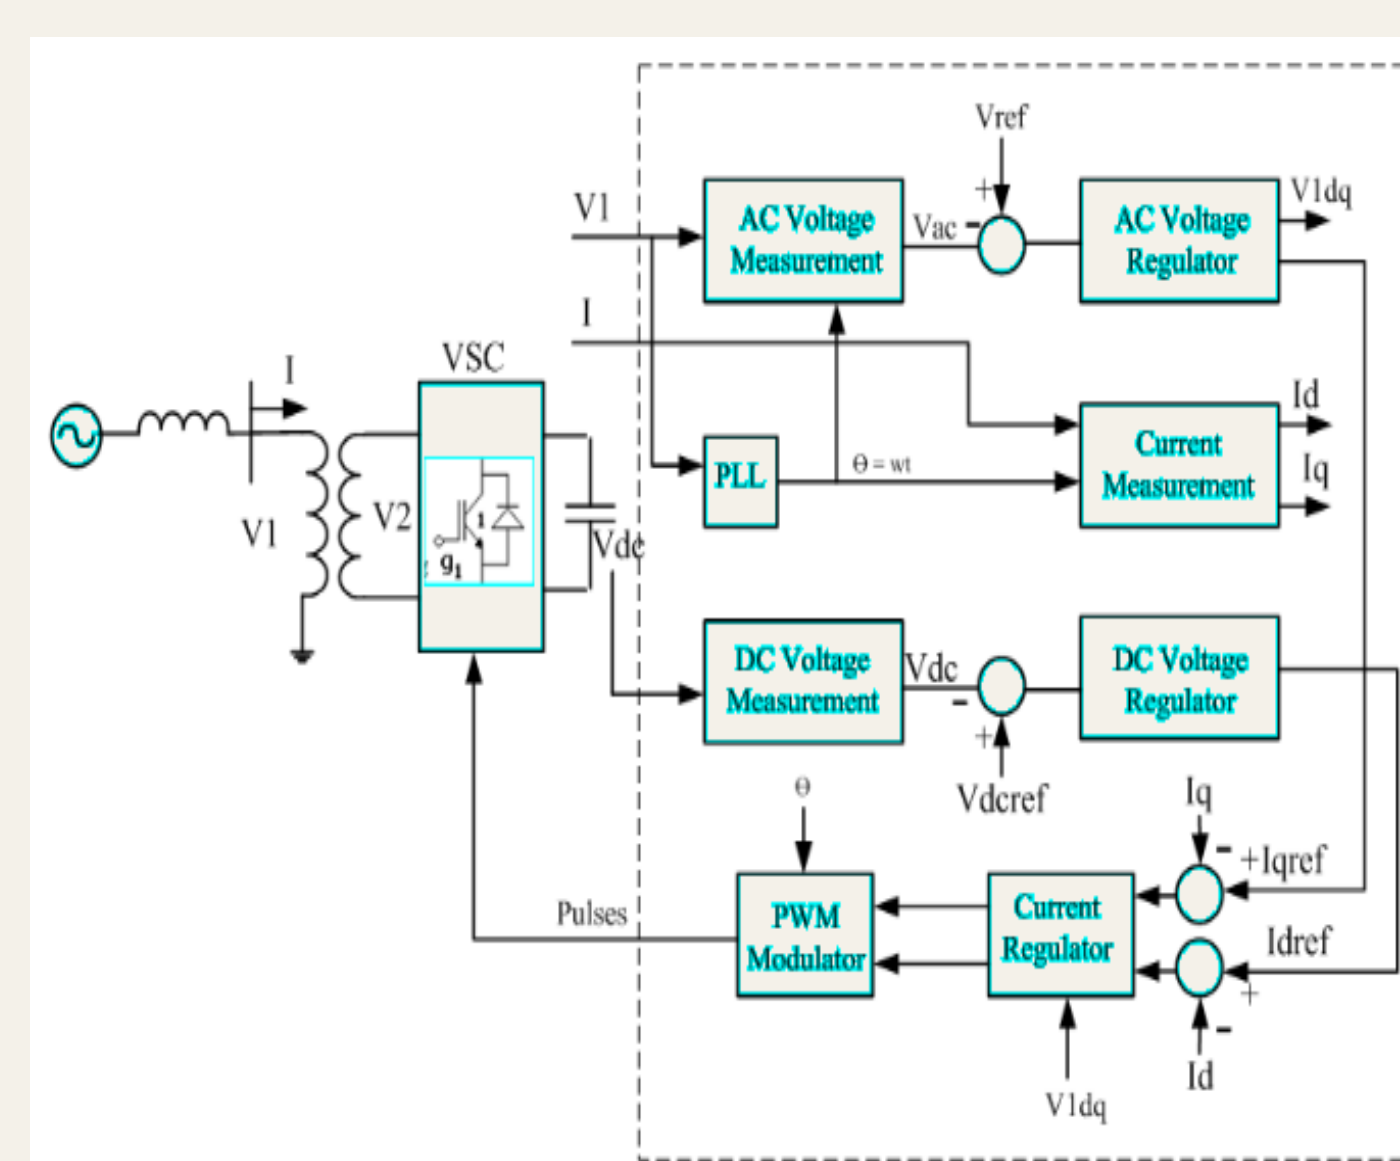 Vref
V1
AC Voltage
Measurement
Vac
-
+
AC Voltage
Regulator
V1dq
I
VSC
I
PLL
θ = wt
Current
Measurement
Id
Iq
V1
V2
1
g1
Vdc
DC Voltage
Measurement
Vdc
-
+
DC Voltage
Regulator
Vdcref
θ
Iq
-
+Iqref
Pulses
PWM
Modulator
Current
Regulator
Idref
+
-
Id
V1dq